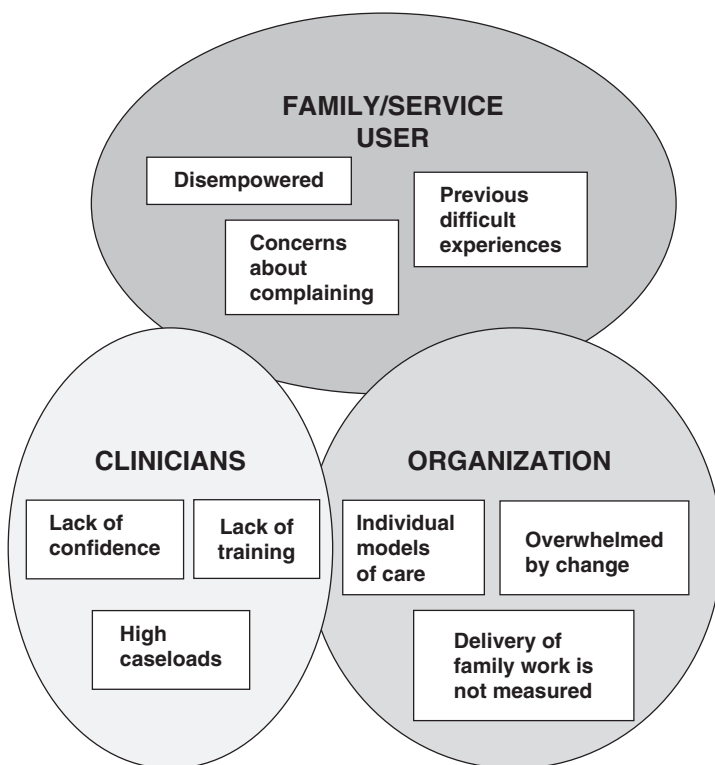 FAMILY/SERVICE
USER
Disempowered
Previous
difficult
experiences
Concerns
about
complaining
CLINICIANS
Lack of
confidence
Lack of
training
High
caseloads
ORGANIZATION
Individual
models
of care
Overwhelmed
by change
Delivery of
family work is
not measured